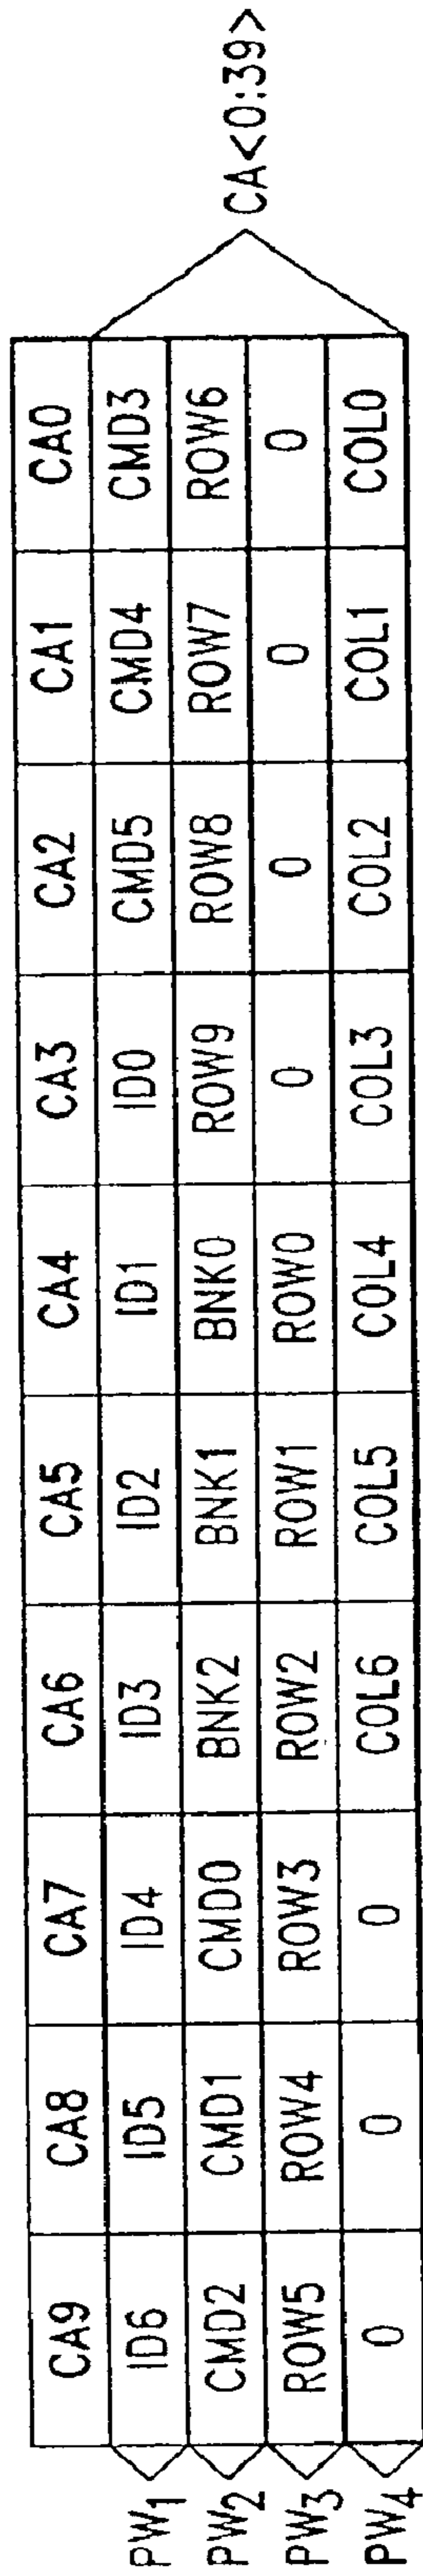 CA9 CA8 CA7 CA6 CA5 CA4 CA3 CA2 CA1 CA0
PW1 ID6 ID5 ID4 ID3 ID2 ID1 ID0 CMD5 CMD4 CMD3
PW2 CMD2 CMD1 CMD0 BNK2 BNK1 BNK0 ROW9 ROW8 ROW7 ROW6
PW3 ROW5 ROW4 ROW3 ROW2 ROW1 ROW0 0 0 0 0
PW4 0 0 0 COL6 COL5 COL4 COL3 COL2 COL1 COL0
CA<0:39>